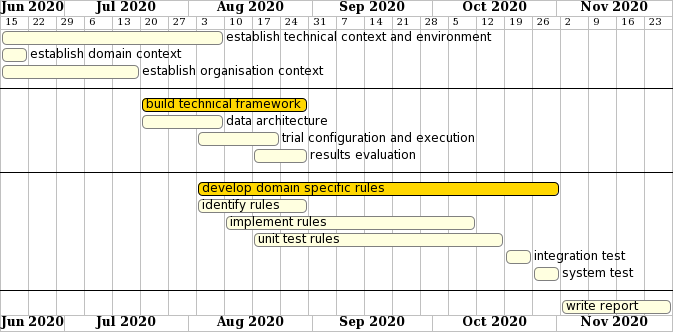 Jun 2020 Jul 2020 Aug 2020 Sep 2020 Oct 2020 Nov 2020
15 22 29 6 13 20 27 3 10 17 24 31 7 14 21 28 5 12 19 26 2 9 16 23
establish technical context and environment
establish domain context
establish organisation context
build technical framework
data architecture
trial configuration and execution
results evaluation
develop domain specific rules
identify rules
implement rules
unit test rules
integration test
system test
write report
Jun 2020 Jul 2020 Aug 2020 Sep 2020 Oct 2020 Nov 2020